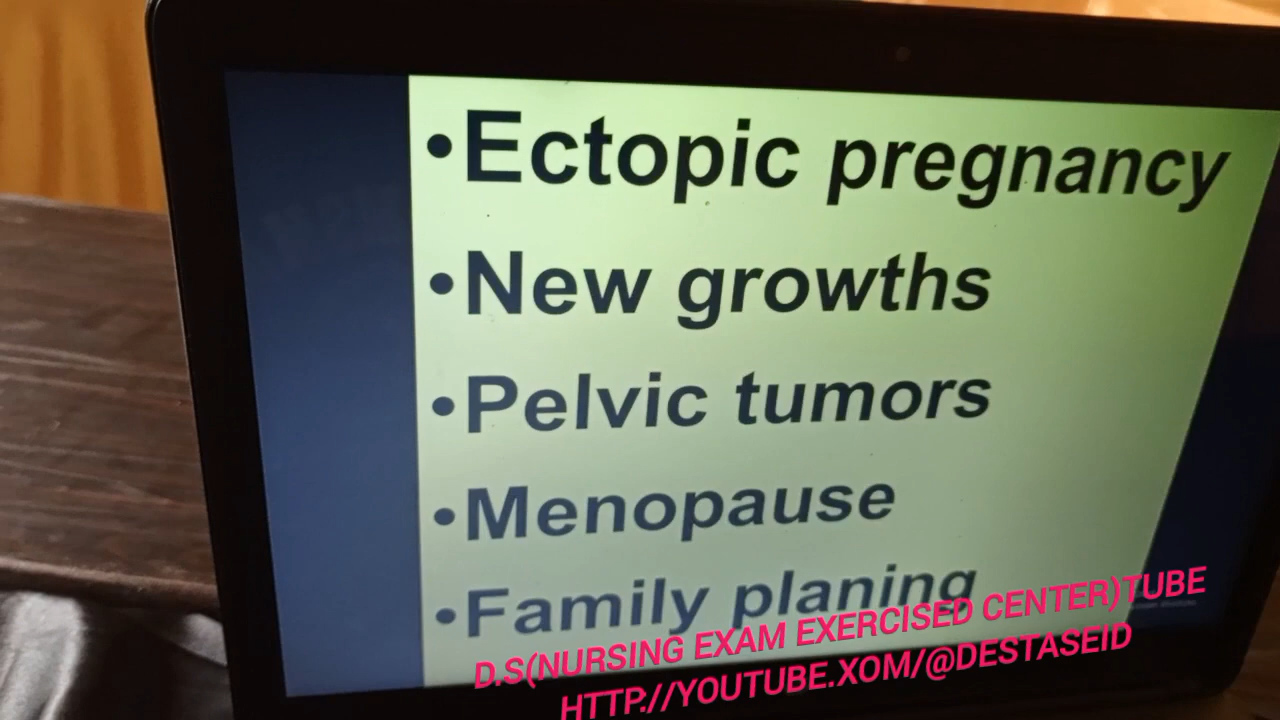 •Ectopic pregnancy
•New growths
•Pelvic tumors
•Menopause
•Family planing
D.S(NURSING EXAM EXERCISED CENTER)TUBE
HTTP://YOUTUBE.XOM/@DESTASEID